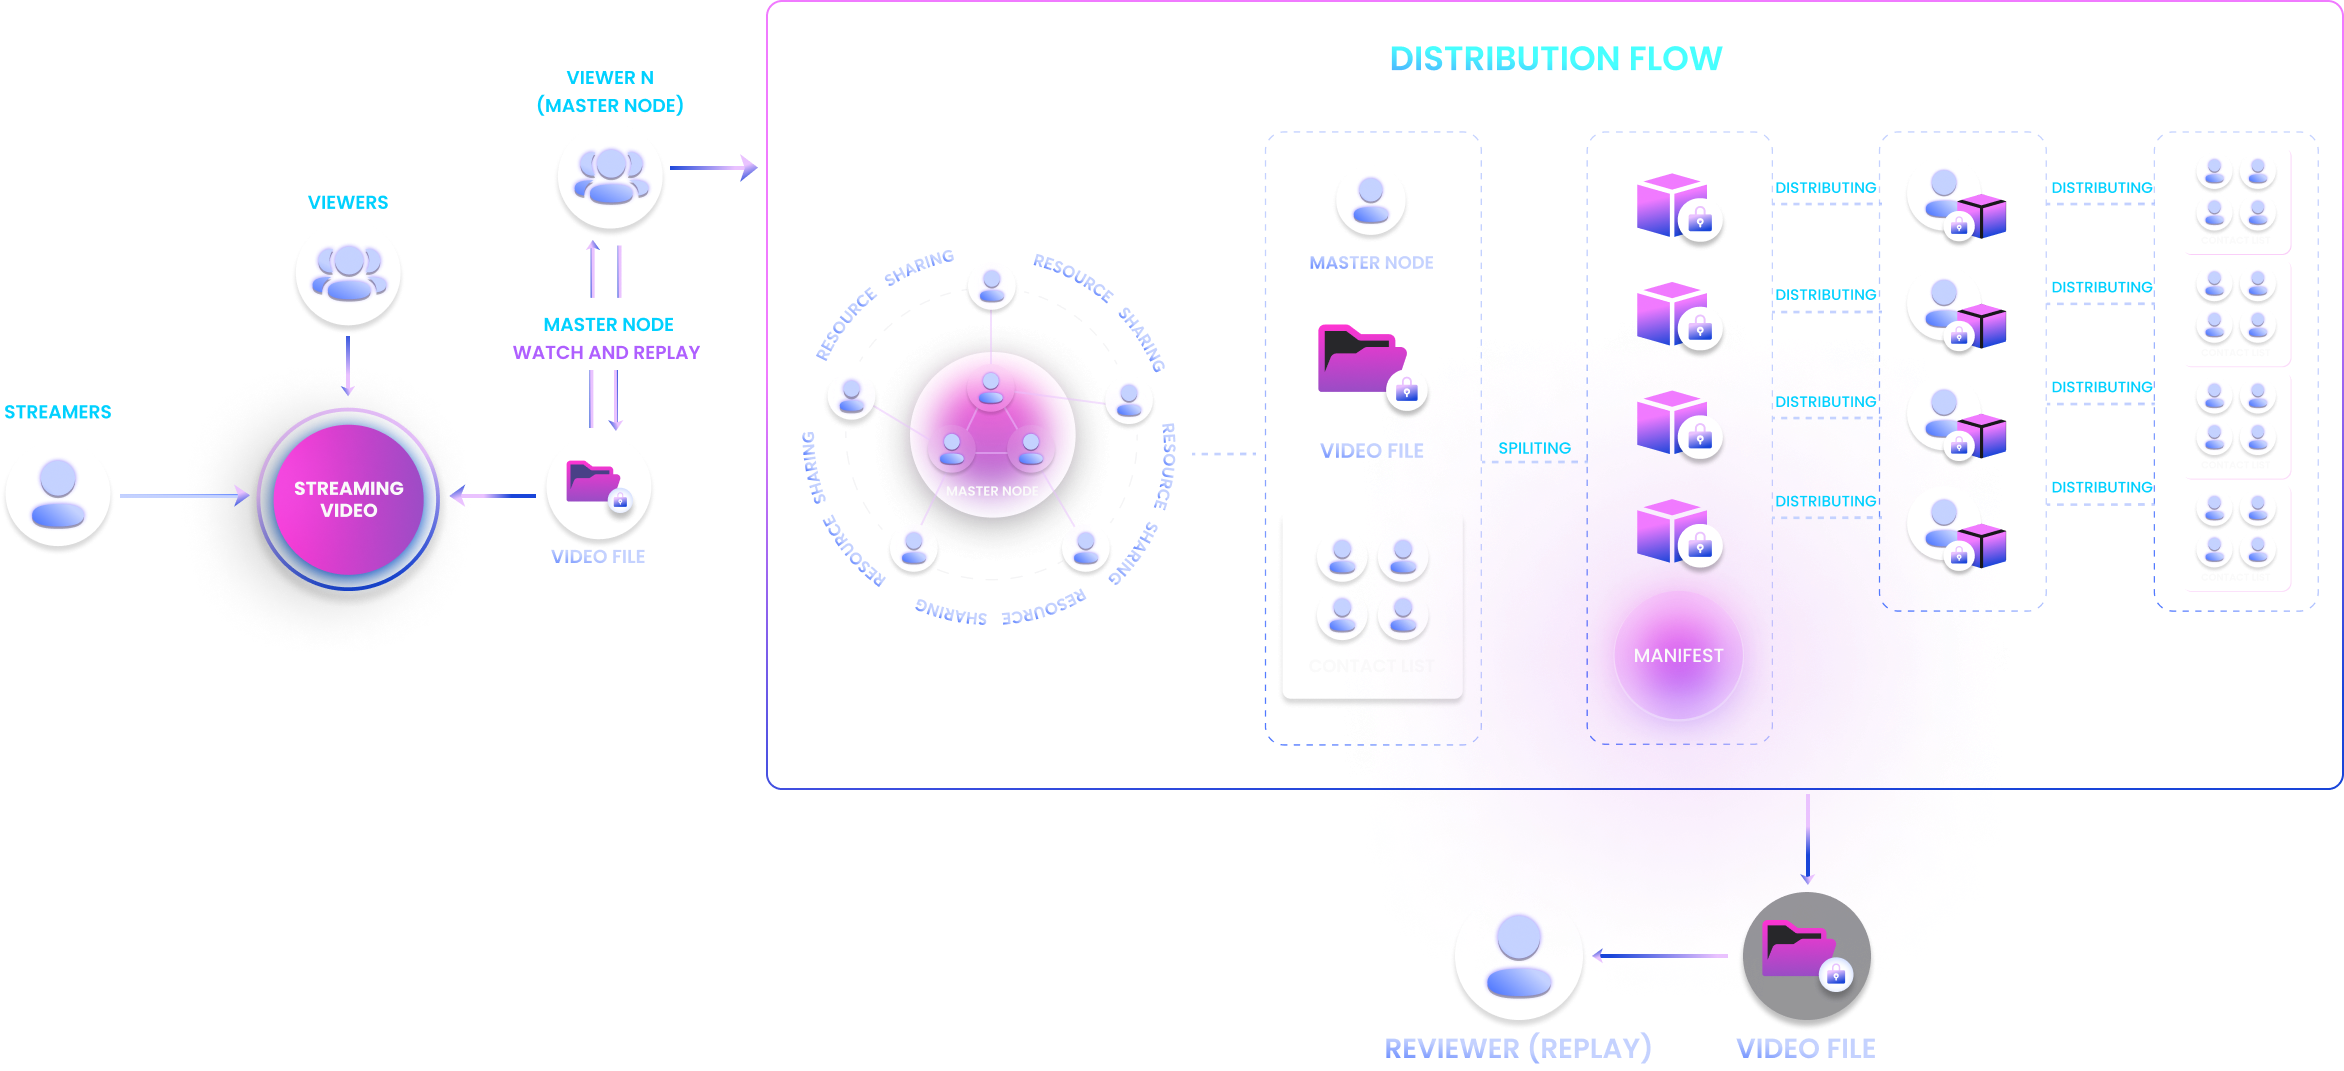 DISTRIBUTION FLOW
VIEWER N
(MASTER NODE)
VIEWERS
MASTER NODE
WATCH AND REPLAY
STREAMERS
STREAMING
VIDEO
VIDEO FILE
RESOURCE SHARING
RESOURCE SHARING
RESOURCE SHARING
RESOURCE SHARING
RESOURCE SHARING
MASTER NODE
MASTER NODE
VIDEO FILE
CONTACT LIST
SPILITING
MANIFEST
DISTRIBUTING
DISTRIBUTING
DISTRIBUTING
DISTRIBUTING
DISTRIBUTING
DISTRIBUTING
DISTRIBUTING
DISTRIBUTING
REVIEWER (REPLAY)
VIDEO FILE